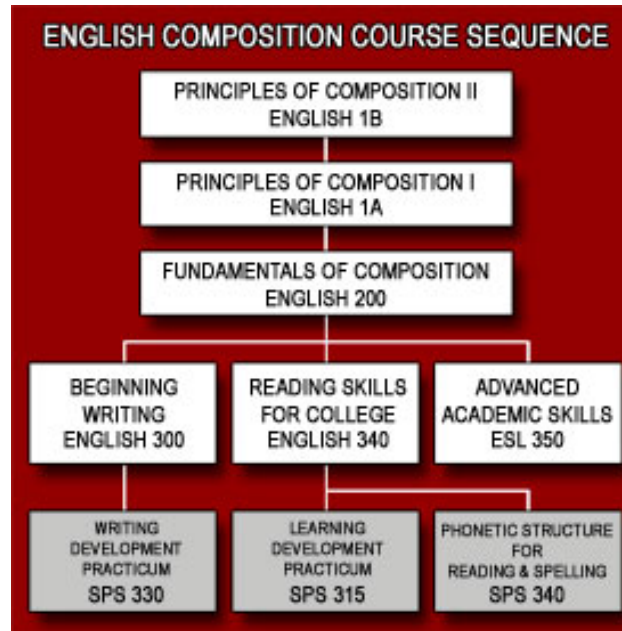 ENGLISH COMPOSITION COURSE SEQUENCE
PRINCIPLES OF COMPOSITION II
ENGLISH 1B
PRINCIPLES OF COMPOSITION I
ENGLISH 1A
FUNDAMENTALS OF COMPOSITION
ENGLISH 200
BEGINNING
WRITING
ENGLISH 300
READING SKILLS
FOR COLLEGE
ENGLISH 340
ADVANCED
ACADEMIC SKILLS
ESL 350
WRITING
DEVELOPMENT
PRACTICUM
SPS 330
LEARNING
DEVELOPMENT
PRACTICUM
SPS 315
PHONETIC STRUCTURE
FOR
READING & SPELLING
SPS 340